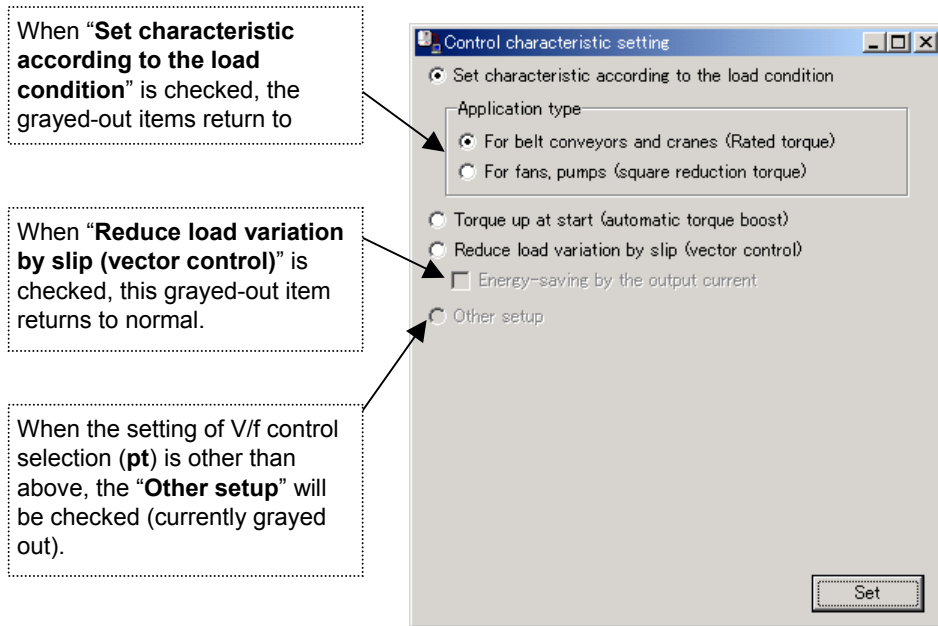 When “Set characteristic
according to the load
condition” is checked, the
grayed-out items return to
When “Reduce load variation
by slip (vector control)” is
checked, this grayed-out item
returns to normal.
When the setting of V/f control
selection (pt) is other than
above, the “Other setup” will
be checked (currently grayed
out).
Control characteristic setting
Set characteristic according to the load condition
Application type
For belt conveyors and cranes (Rated torque)
For fans, pumps (square reduction torque)
Torque up at start (automatic torque boost)
Reduce load variation by slip (vector control)
Energy-saving by the output current
Other setup
Set